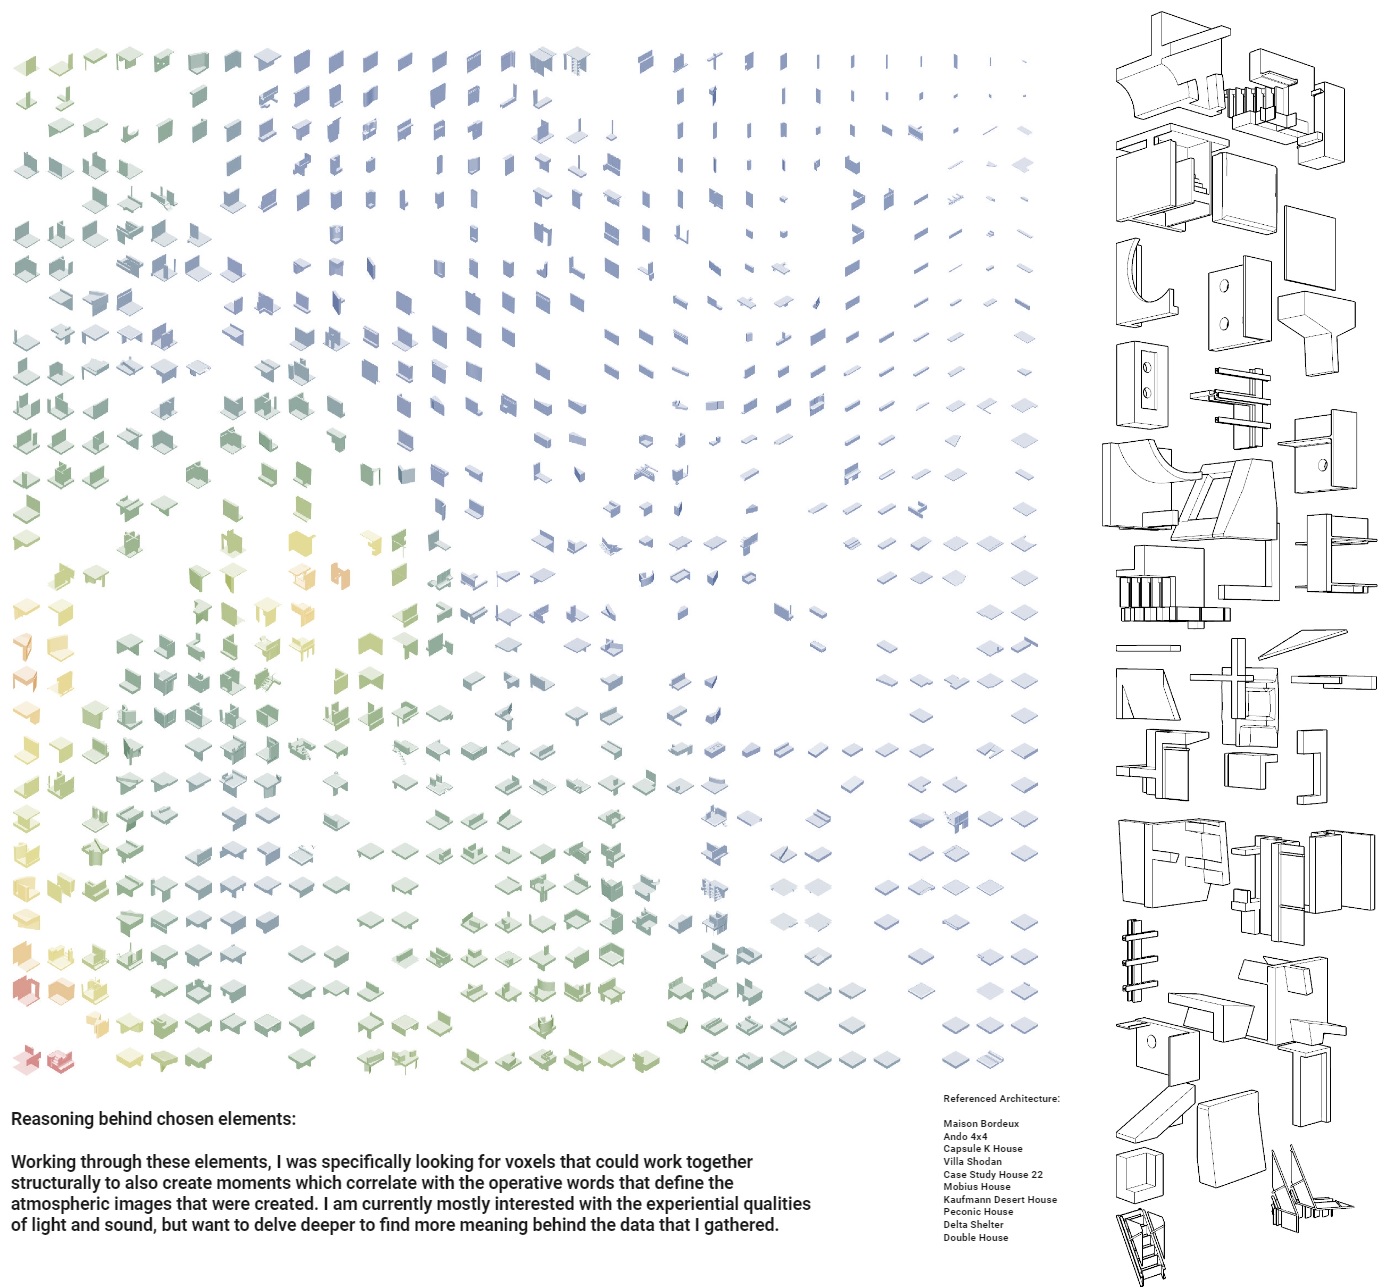 Reasoning behind chosen elements:
Working through these elements, I was specifically looking for voxels that could work together
structurally to also create moments which correlate with the operative words that define the
atmospheric images that were created. I am currently mostly interested with the experiential qualities
of light and sound, but want to delve deeper to find more meaning behind the data that I gathered.
Referenced Architecture:
Maison Bordeux
Ando 4x4
Capsule K House
Villa Shodan
Case Study House 22
Mobius House
Kaufmann Desert House
Peconic House
Delta Shelter
Double House